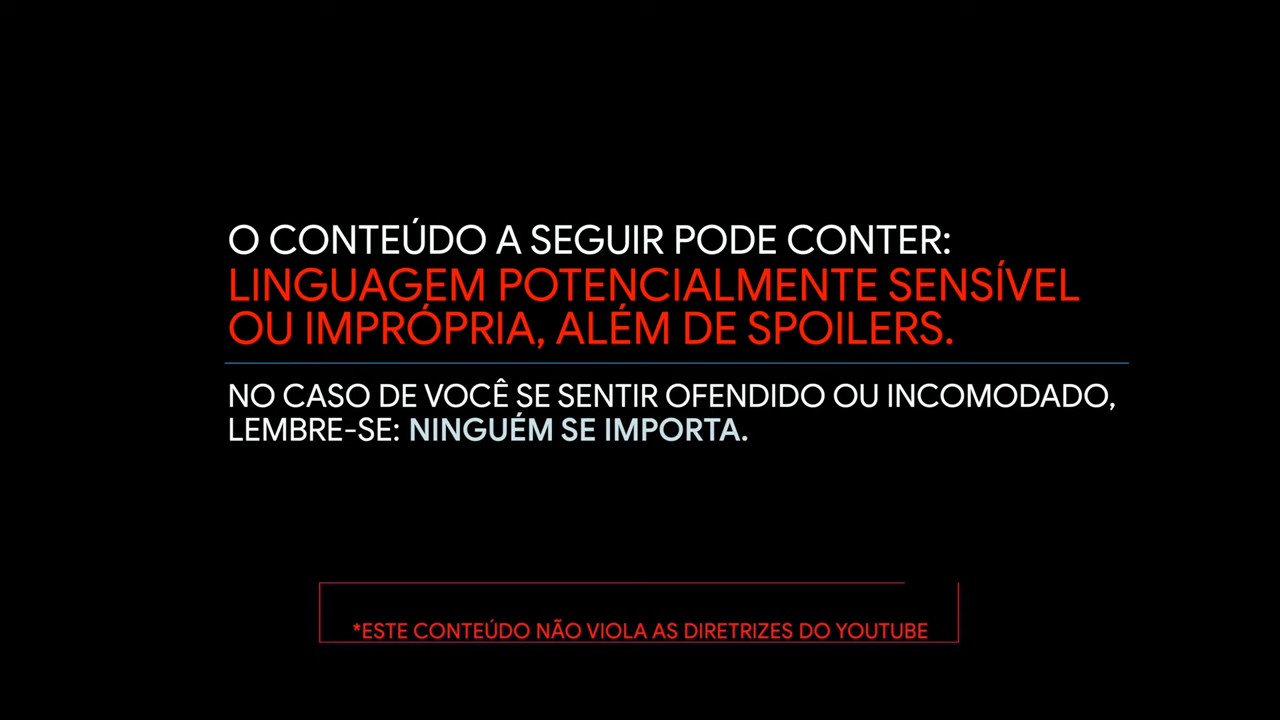 O CONTEÚDO A SEGUIR PODE CONTER:
LINGUAGEM POTENCIALMENTE SENSÍVEL
OU IMPRÓPRIA, ALÉM DE SPOILERS.
NO CASO DE VOCÊ SE SENTIR OFENDIDO OU INCOMODADO,
LEMBRE-SE: NINGUÉM SE IMPORTA.
*ESTE CONTEÚDO NÃO VIOLA AS DIRETRIZES DO YOUTUBE